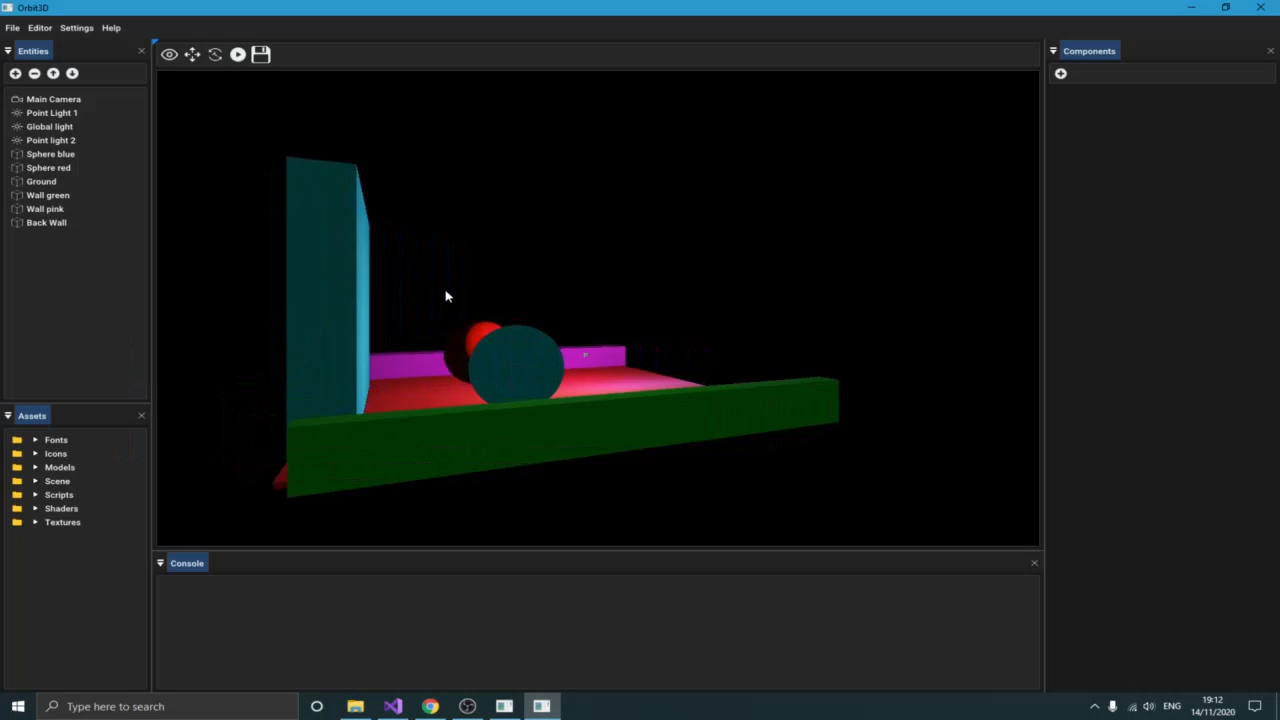 Orbit3D
File Editor Settings Help
Entities
Components
Main Camera
Point Light 1
Global light
Point light 2
Sphere blue
Sphere red
Ground
Wall green
Wall pink
Back Wall
Assets
Fonts
Icons
Models
Scene
Scripts
Shaders
Textures
Console
Type here to search
ENG
19:12
14/11/2020